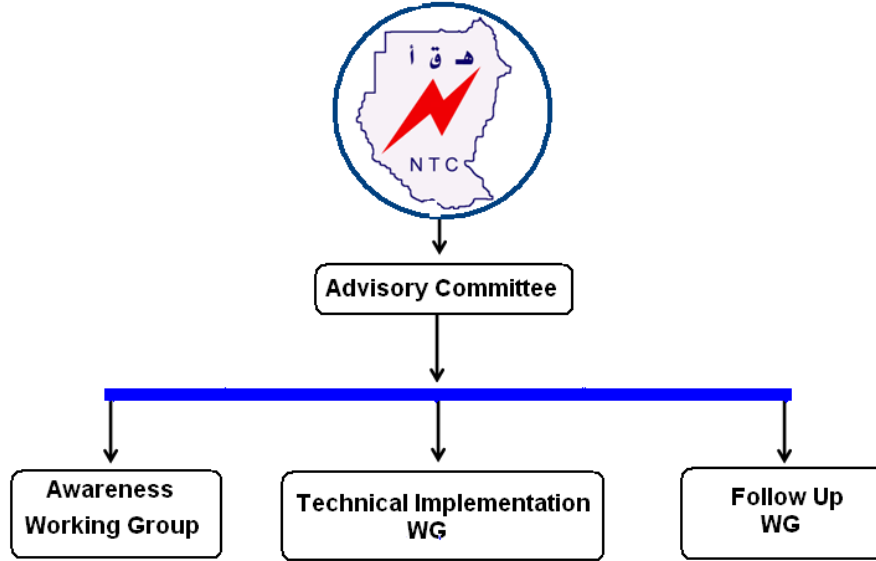 هـ ق أ
NTC
Advisory Committee
Awareness
Working Group
Technical Implementation
WG
Follow Up
WG